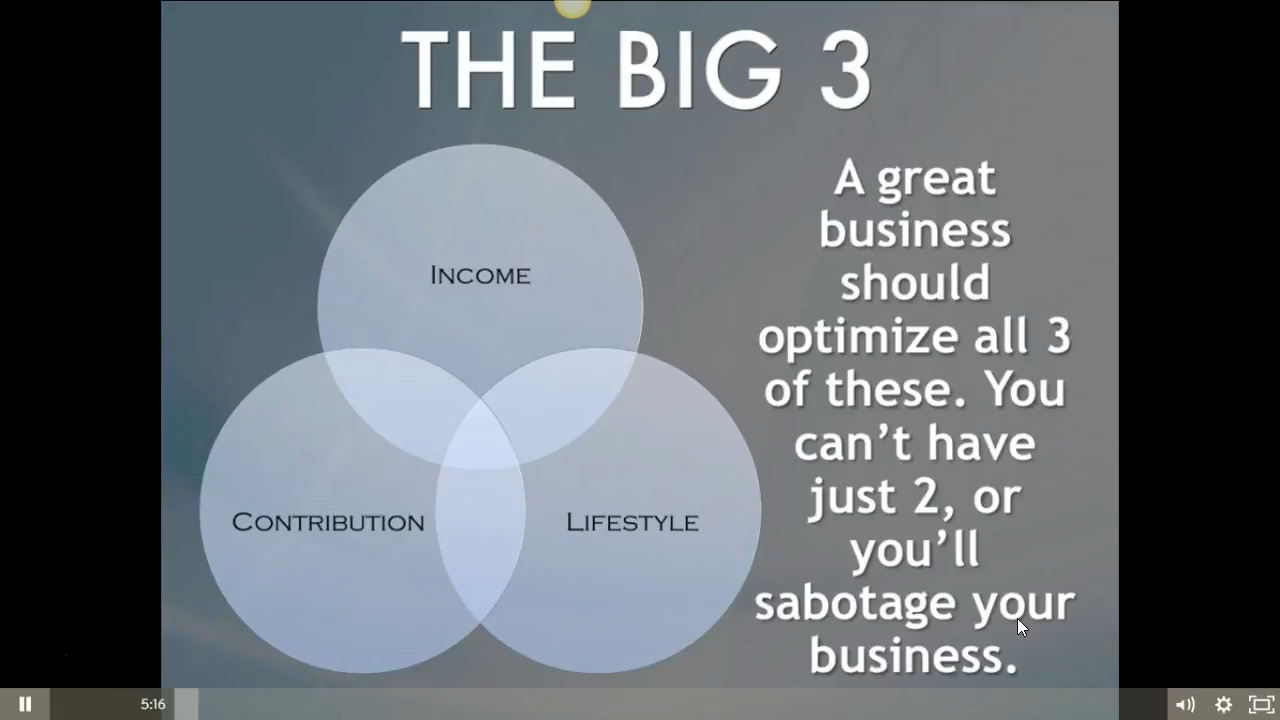 THE BIG 3
INCOME
CONTRIBUTION
LIFESTYLE
A great
business
should
optimize all 3
of these. You
can’t have
just 2, or
you’ll
sabotage your
business.
5:16